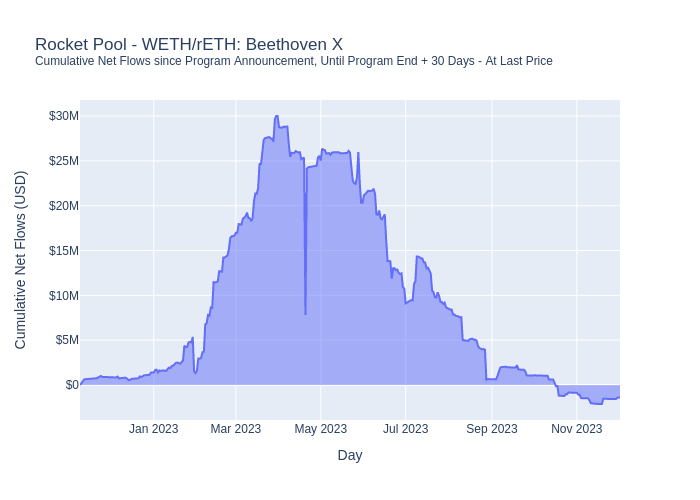 Rocket Pool - WETH/rETH: Beethoven X
Cumulative Net Flows since Program Announcement, Until Program End + 30 Days - At Last Price
Cumulative Net Flows (USD)
$30M
$25M
$20M
$15M
$10M
$5M
$0
Jan 2023 Mar 2023 May 2023 Jul 2023 Sep 2023 Nov 2023
Day